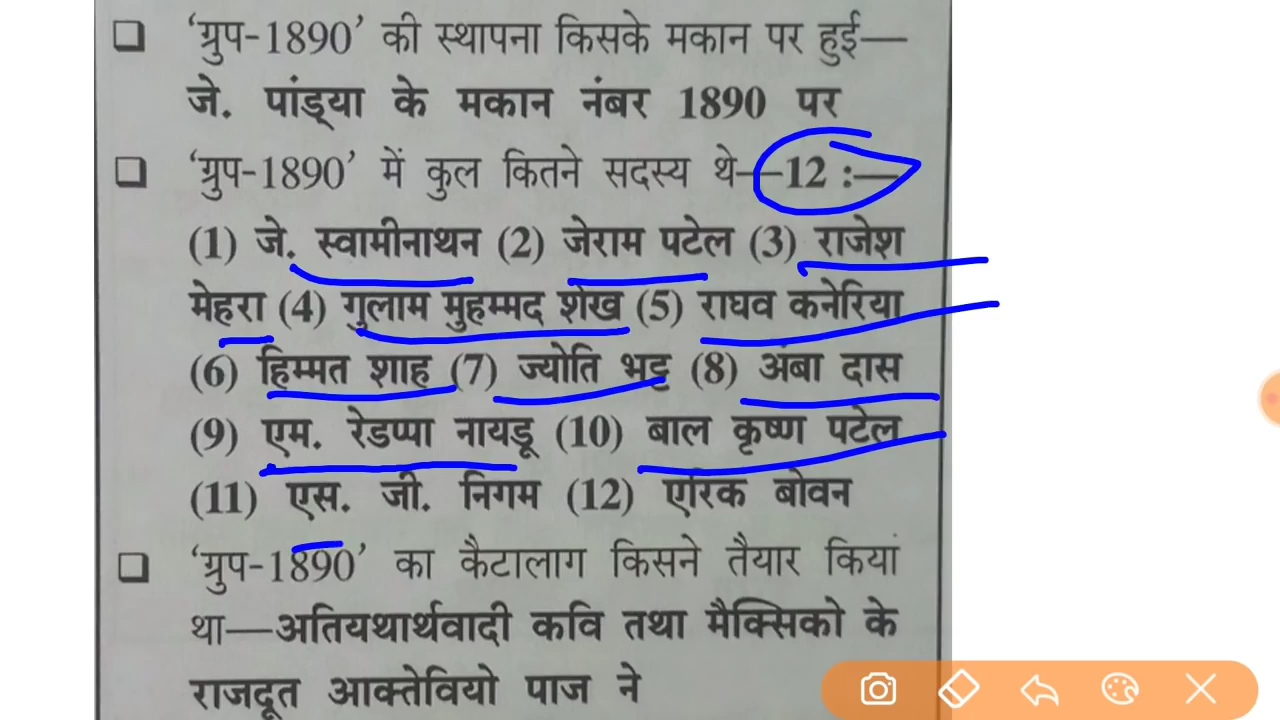 ❑ ‘ग्रुप-1890’ की स्थापना किसके मकान पर हुई—
जे. पांड्या के मकान नंबर 1890 पर
❑ ‘ग्रुप-1890’ में कुल कितने सदस्य थे—12 :—
(1) जे. स्वामीनाथन (2) जेराम पटेल (3) राजेश
मेहरा (4) गुलाम मुहम्मद शेख (5) राघव कनेरिया
(6) हिम्मत शाह (7) ज्योति भट्ट (8) अंबा दास
(9) एम. रेडप्पा नायडू (10) बाल कृष्ण पटेल
(11) एस. जी. निगम (12) एरिक बोवन
❑ ‘ग्रुप-1890’ का कैटालाग किसने तैयार किया
था—अतियथार्थवादी कवि तथा मैक्सिको के
राजदूत आक्तेवियो पाज ने